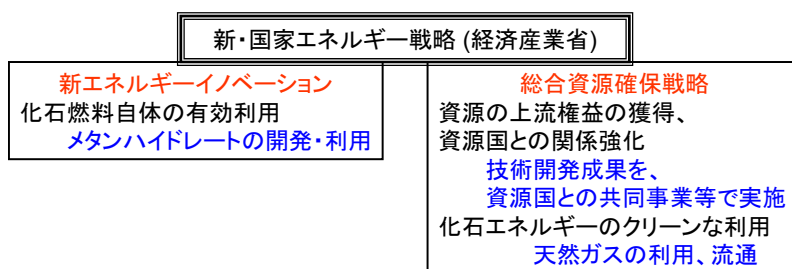 新・国家エネルギー戦略 (経済産業省)
新エネルギーイノベーション
化石燃料自体の有効利用
メタンハイドレートの開発・利用
総合資源確保戦略
資源の上流権益の獲得、
資源国との関係強化
技術開発成果を、
資源国との共同事業等で実施
化石エネルギーのクリーンな利用
天然ガスの利用、流通